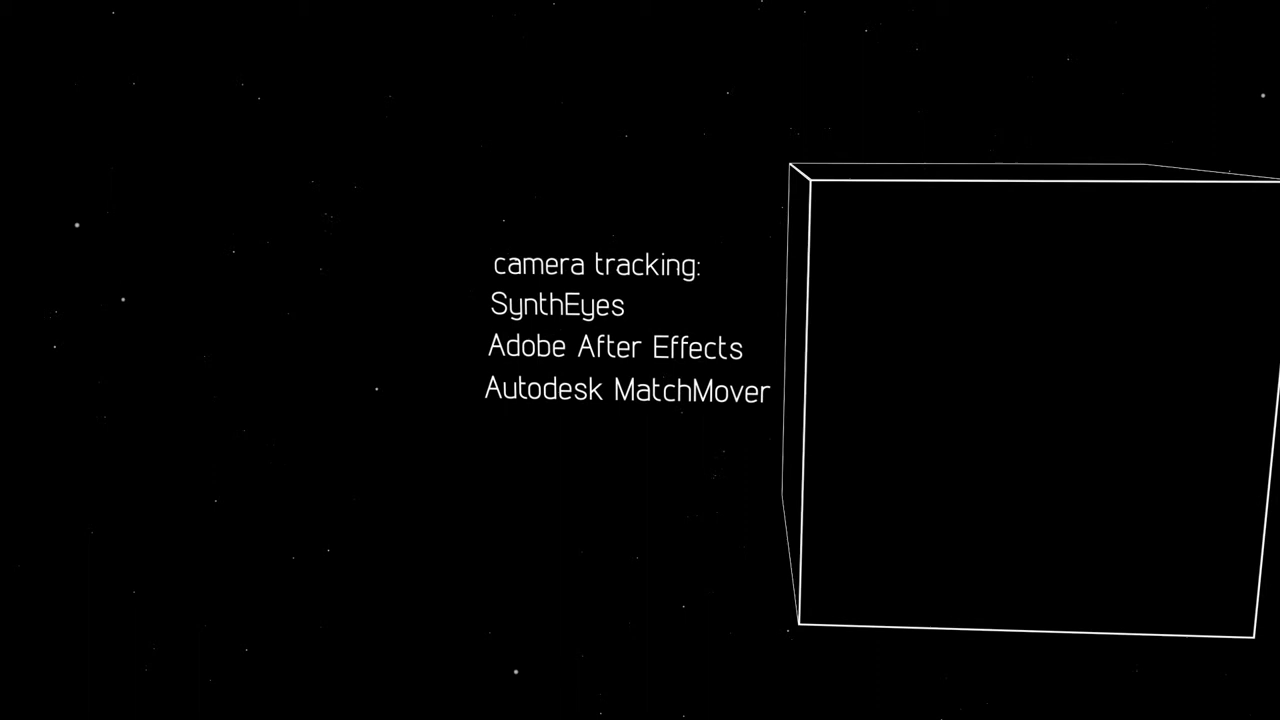 camera tracking:
SynthEyes
Adobe After Effects
Autodesk MatchMover